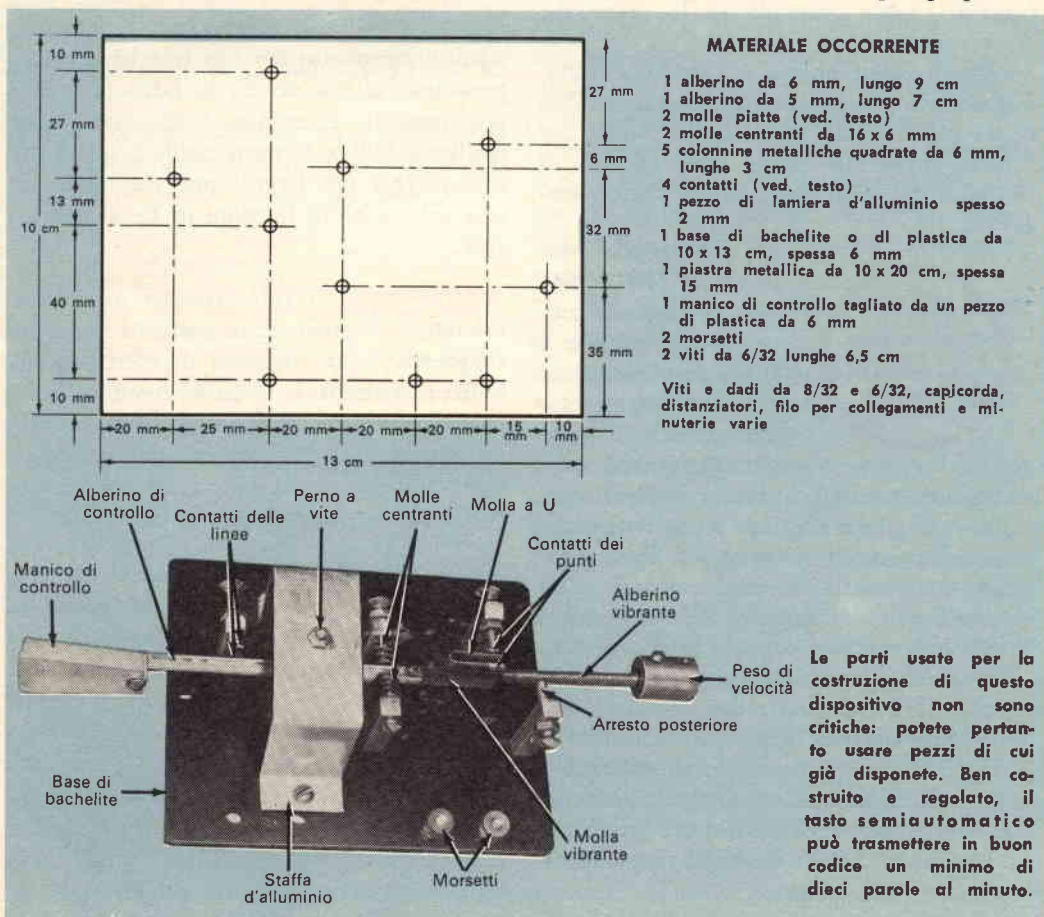 10 mm
27 mm
13 mm
10 cm
40 mm
10 mm
27 mm
6 mm
32 mm
35 mm
20 mm
25 mm
20 mm
20 mm
20 mm
15 mm
10 mm
13 cm
MATERIALE OCCORRENTE
1 alberino da 6 mm, lungo 9 cm
1 alberino da 5 mm, lungo 7 cm
2 molle piatte (ved. testo)
2 molle centranti da 16 x 6 mm
5 colonnine metalliche quadrate da 6 mm,
lunghe 3 cm
4 contatti (ved. testo)
1 pezzo di lamiera d'alluminio spesso
2 mm
1 base di bachelite o di plastica da
10 x 13 cm, spessa 6 mm
1 piastra metallica da 10 x 20 cm, spessa
15 mm
1 manico di controllo tagliato da un pezzo
di plastica da 6 mm
2 morsetti
2 viti da 6/32 lunghe 6,5 cm
Viti e dadi da 8/32 e 6/32, capicorda,
distanziatori, filo per collegamenti e mi-
nuterie varie
Manico di
controllo
Alberino di
controllo
Contatti delle
linee
Perno a
vite
Molle
centranti
Molla a U
Contatti dei
punti
Alberino
vibrante
Peso di
velocità
Arresto posteriore
Base di
bachelite
Staffa
d'alluminio
Morsetti
Molla
vibrante
Le parti usate per la
costruzione di questo
dispositivo non sono
critiche: potete pertan-
to usare pezzi di cui
già disponete. Ben co-
struito e regolato, il
tasto semiautomatico
può trasmettere in buon
codice un minimo di
dieci parole al minuto.